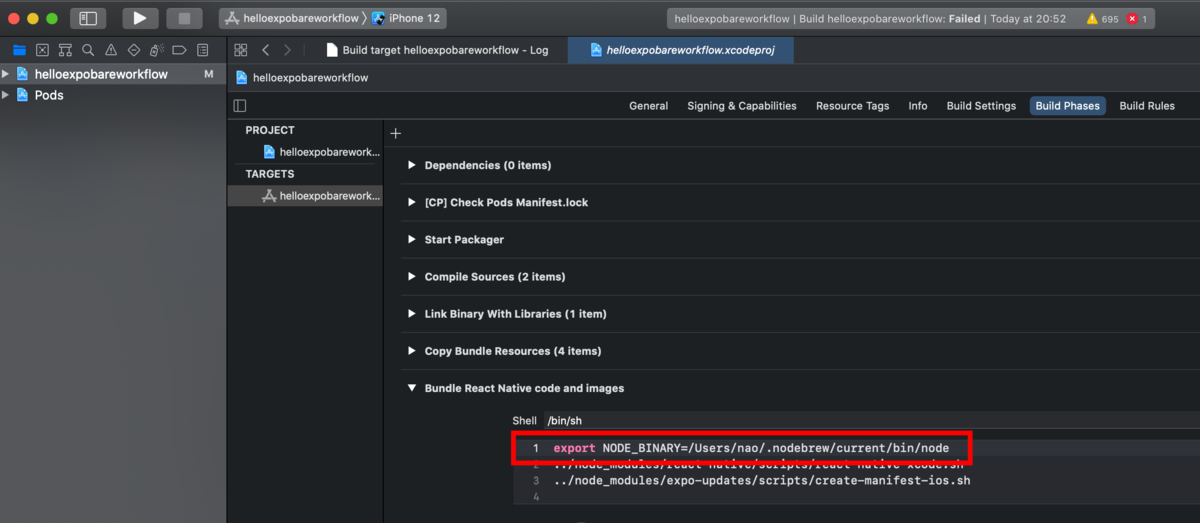 helloexpobareworkflow 〉 iPhone 12
helloexpobareworkflow | Build helloexpobareworkflow: Failed | Today at 20:52 695 1
Build target helloexpobareworkflow - Log
helloexpobareworkflow.xcodeproj
helloexpobareworkflow M
Pods
helloexpobareworkflow
General Signing & Capabilities Resource Tags Info Build Settings Build Phases Build Rules
PROJECT
helloexpobarework...
TARGETS
helloexpobarework...
+
Dependencies (0 items)
[CP] Check Pods Manifest.lock
Start Packager
Compile Sources (2 items)
Link Binary With Libraries (1 item)
Copy Bundle Resources (4 items)
Bundle React Native code and images
Shell /bin/sh
1 export NODE_BINARY=/Users/nao/.nodebrew/current/bin/node
2 ../node_modules/react-native/scripts/react-native-xcode.sh
3 ../node_modules/expo-updates/scripts/create-manifest-ios.sh
4